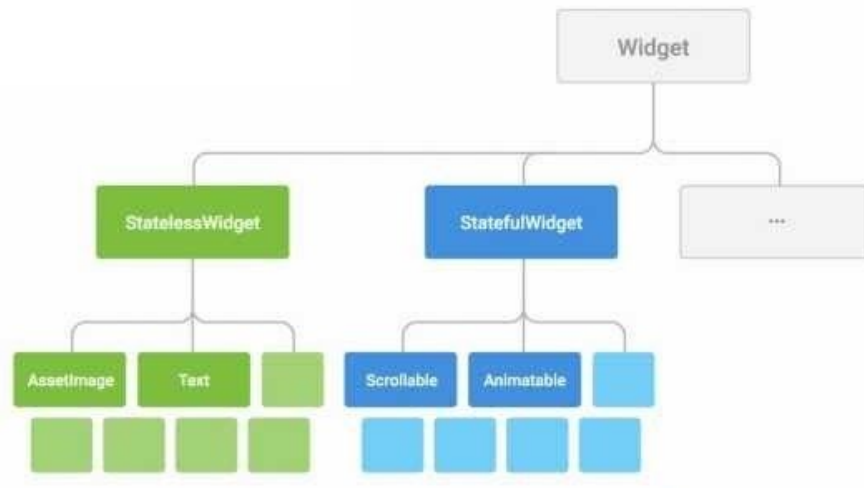 Widget
StatelessWidget
StatefulWidget
...
AssetImage
Text
Scrollable
Animatable